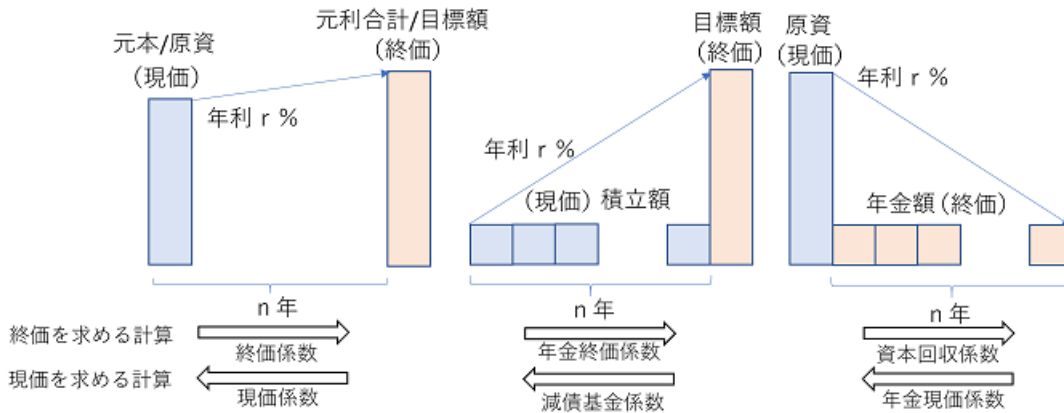 元本/原資
(現価)
年利 r %
元利合計/目標額
(終価)
n 年
目標額
(終価)
年利 r %
(現価) 積立額
原資
(現価)
年利 r %
年金額 (終価)
n 年
終価を求める計算
終価係数
年金終価係数
資本回収係数
現価を求める計算
現価係数
減債基金係数
年金現価係数